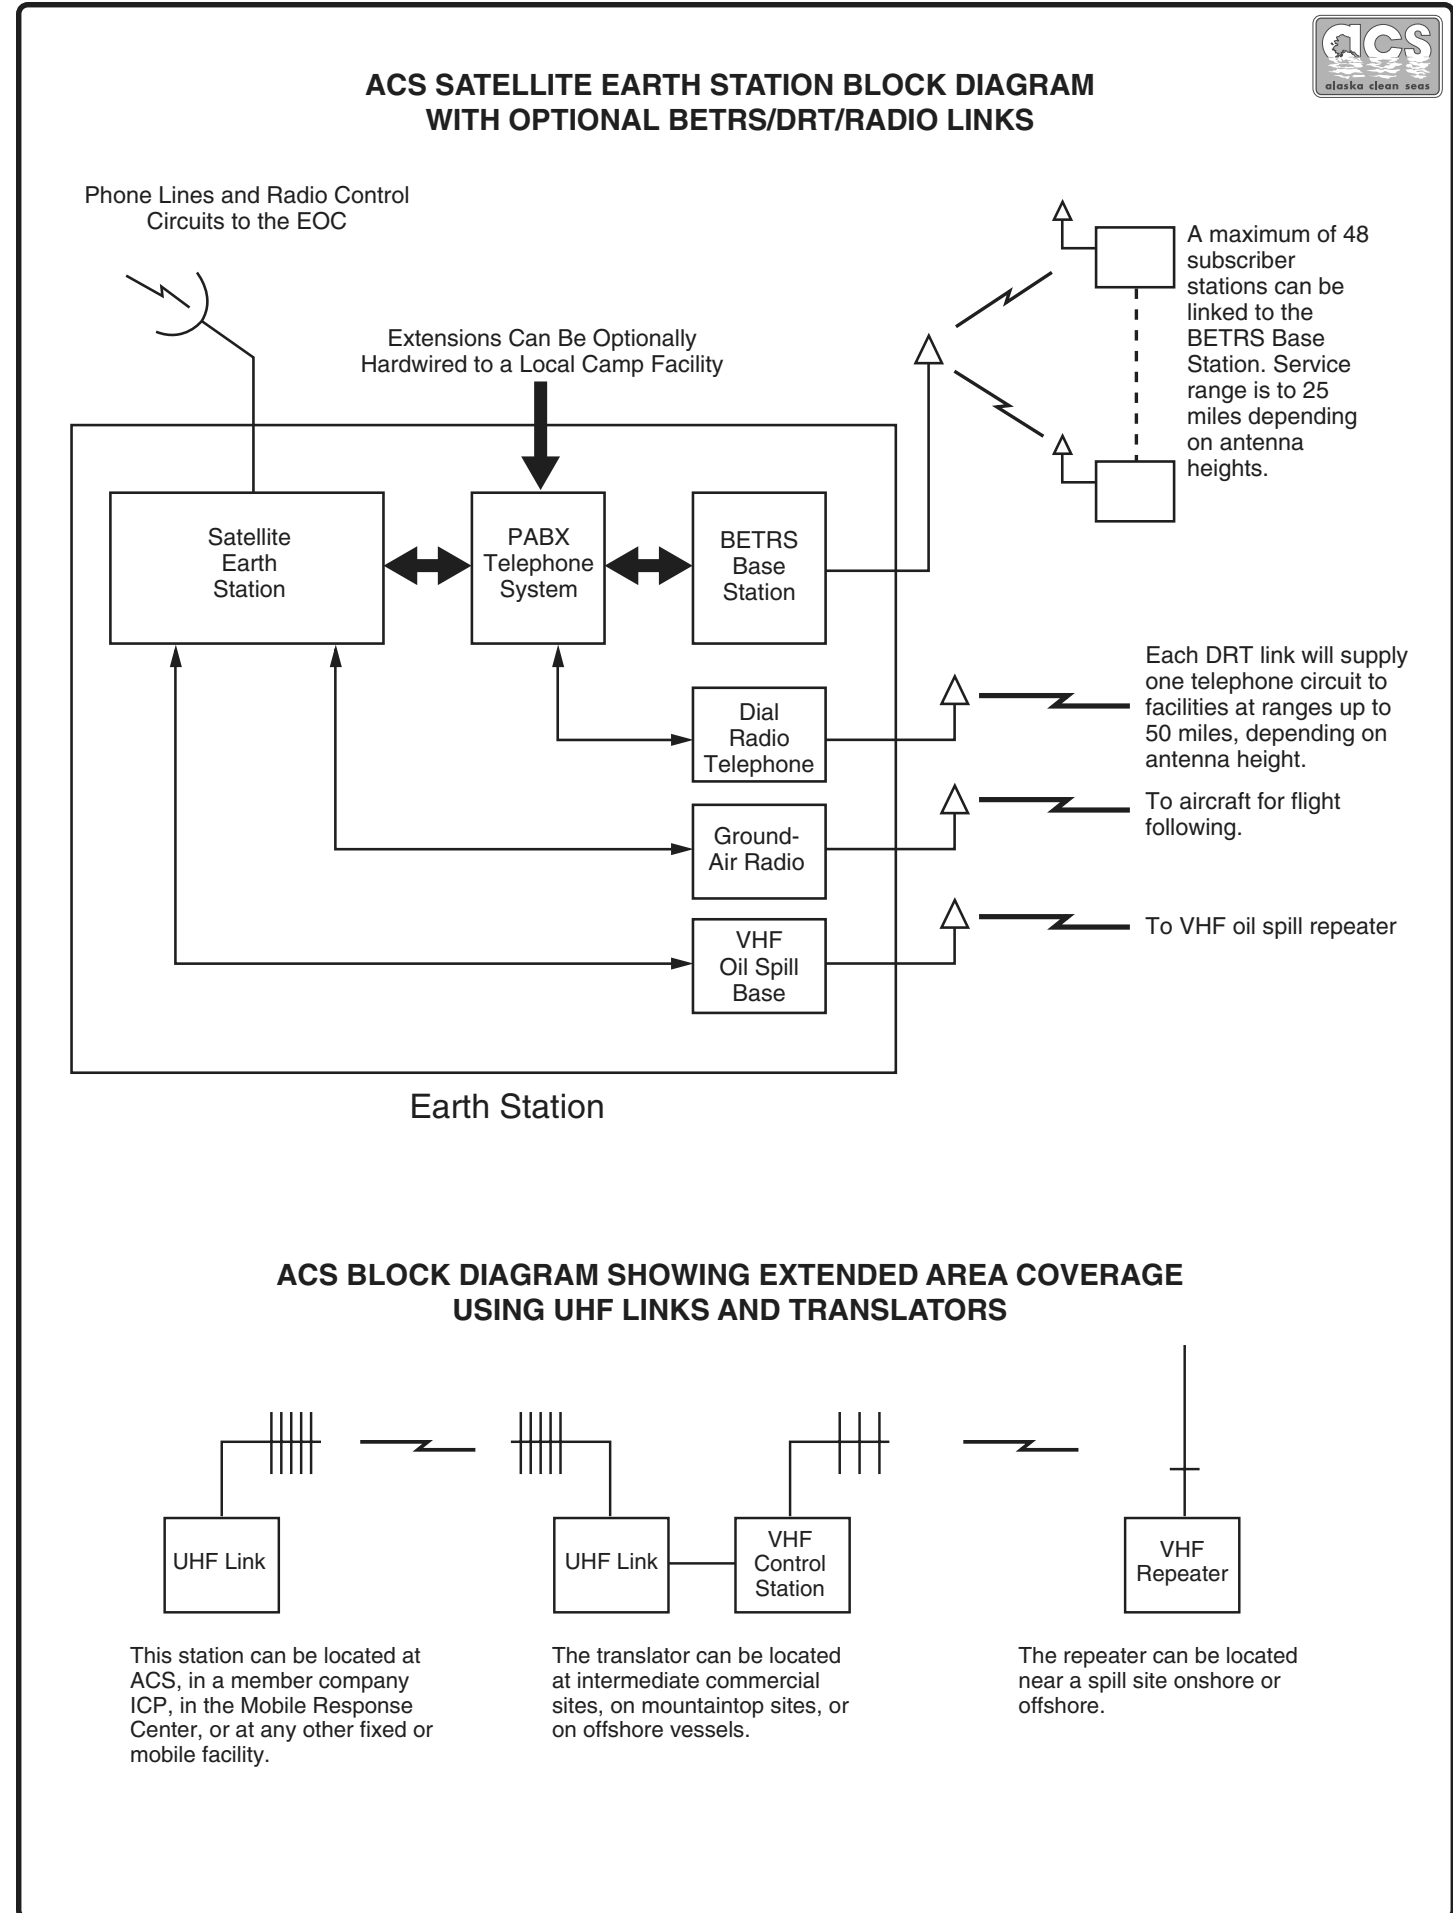 acs
alaska clean seas
ACS SATELLITE EARTH STATION BLOCK DIAGRAM
WITH OPTIONAL BETRS/DRT/RADIO LINKS
Phone Lines and Radio Control
Circuits to the EOC
Extensions Can Be Optionally
Hardwired to a Local Camp Facility
A maximum of 48
subscriber
stations can be
linked to the
BETRS Base
Station. Service
range is to 25
miles depending
on antenna
heights.
Satellite
Earth
Station
PABX
Telephone
System
BETRS
Base
Station
Dial
Radio
Telephone
Each DRT link will supply
one telephone circuit to
facilities at ranges up to
50 miles, depending on
antenna height.
Ground-
Air Radio
To aircraft for flight
following.
VHF
Oil Spill
Base
To VHF oil spill repeater
Earth Station
ACS BLOCK DIAGRAM SHOWING EXTENDED AREA COVERAGE
USING UHF LINKS AND TRANSLATORS
UHF Link
UHF Link
VHF
Control
Station
VHF
Repeater
This station can be located at
ACS, in a member company
ICP, in the Mobile Response
Center, or at any other fixed or
mobile facility.
The translator can be located
at intermediate commercial
sites, on mountaintop sites, or
on offshore vessels.
The repeater can be located
near a spill site onshore or
offshore.